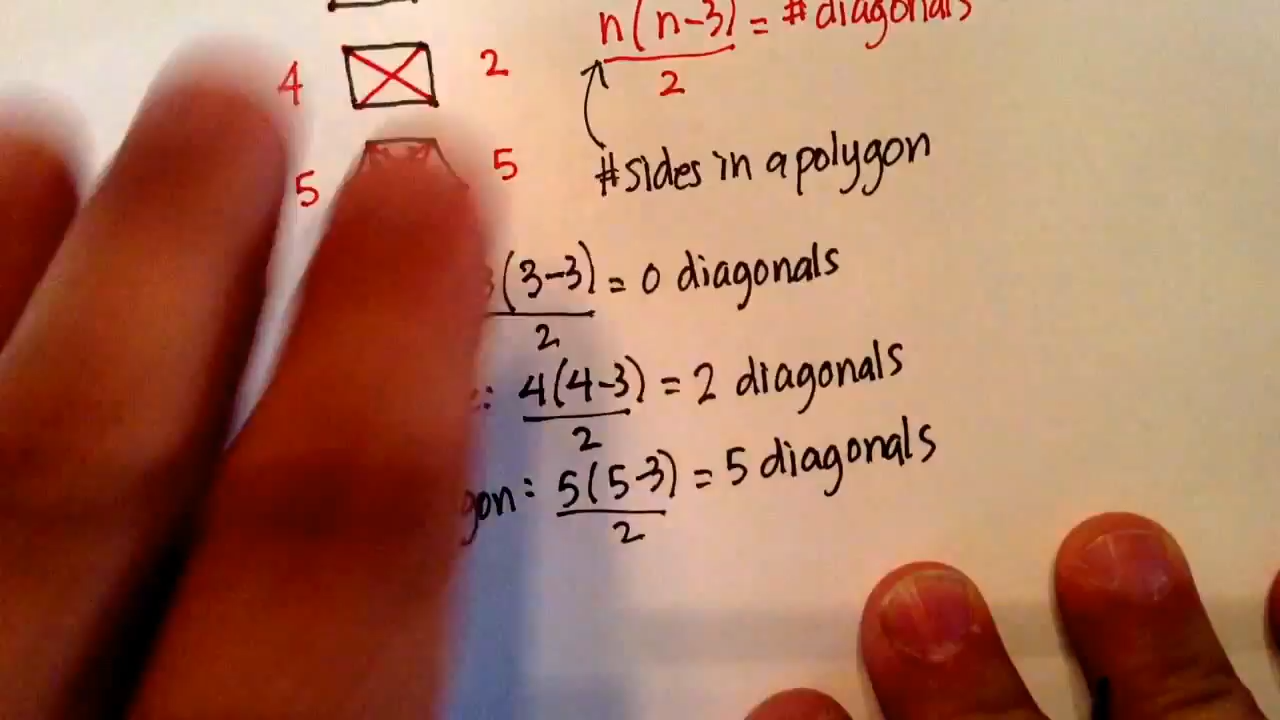 n(n-3) = # diagonals
2
4 2
5 5
# sides in a polygon
(3-3) = 0 diagonals
2
: 4(4-3) = 2 diagonals
2
gon: 5(5-3) = 5 diagonals
2